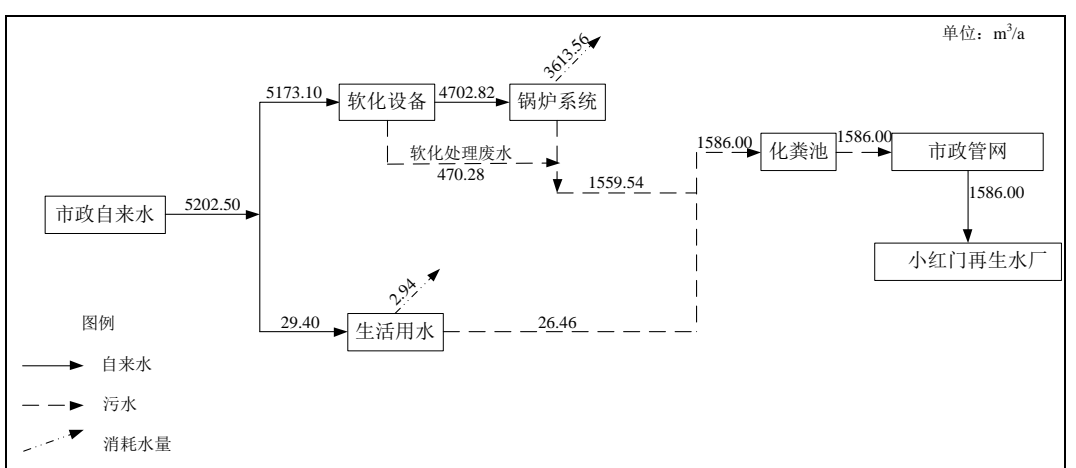 单位：m³/a
3613.56
5173.10
软化设备
4702.82
锅炉系统
软化处理废水
470.28
1559.54
1586.00
化粪池
1586.00
市政管网
1586.00
小红门再生水厂
市政自来水
5202.50
2.94
29.40
生活用水
26.46
图例
自来水
污水
消耗水量